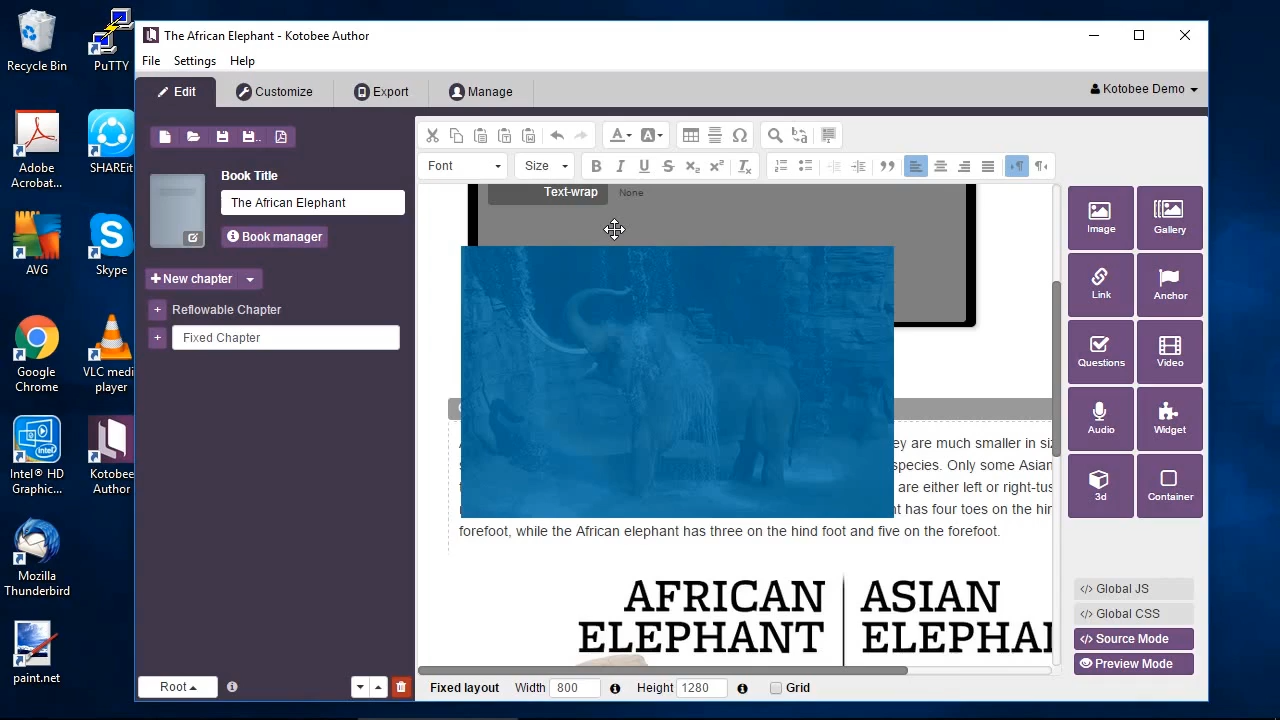 Recycle Bin
PuTTY
Adobe
Acrobat...
SHAREit
AVG
Skype
Google
Chrome
VLC medi
player
Intel® HD
Graphic...
Kotobee
Author
Mozilla
Thunderbird
paint.net
The African Elephant - Kotobee Author
File Settings Help
Edit Customize Export Manage Kotobee Demo
Book Title
The African Elephant
Book manager
New chapter
Reflowable Chapter
Fixed Chapter
Root
Font Size
Text-wrap None
ey are much smaller in siz
species. Only some Asian
are either left or right-tus
nt has four toes on the hin
forefoot, while the African elephant has three on the hind foot and five on the forefoot.
AFRICAN
ELEPHANT
ASIAN
ELEPHA
Image Gallery
Link Anchor
Questions Video
Audio Widget
3d Container
</> Global JS
</> Global CSS
</> Source Mode
Preview Mode
Fixed layout Width 800 Height 1280 Grid